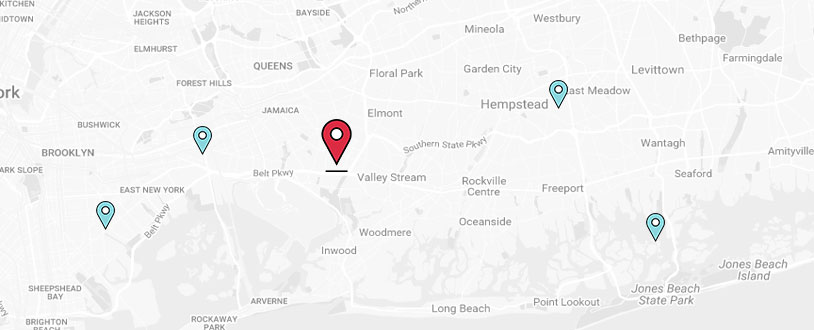 KITCHEN
JACKSON
HEIGHTS
BAYSIDE
Northern
Westbury
Mineola
Bethpage
ELMHURST
Farmingdale
QUEENS
Floral Park
Garden City
Levittown
FOREST HILLS
ork
East Meadow
Hempstead
JAMAICA
Elmont
BUSHWICK
Southern State Pkwy
Wantagh
BROOKLYN
Amityville
ARK SLOPE
Belt Pkwy
Valley Stream
Rockville
Centre
Seaford
EAST NEW YORK
Freeport
Belt Pkwy
Oceanside
Woodmere
Inwood
Jones Beach
Island
SHEEPSHEAD
BAY
ARVERNE
Long Beach
Point Lookout
Jones Beach
State Park
BRIGHTON
BEACH
ROCKAWAY
PARK